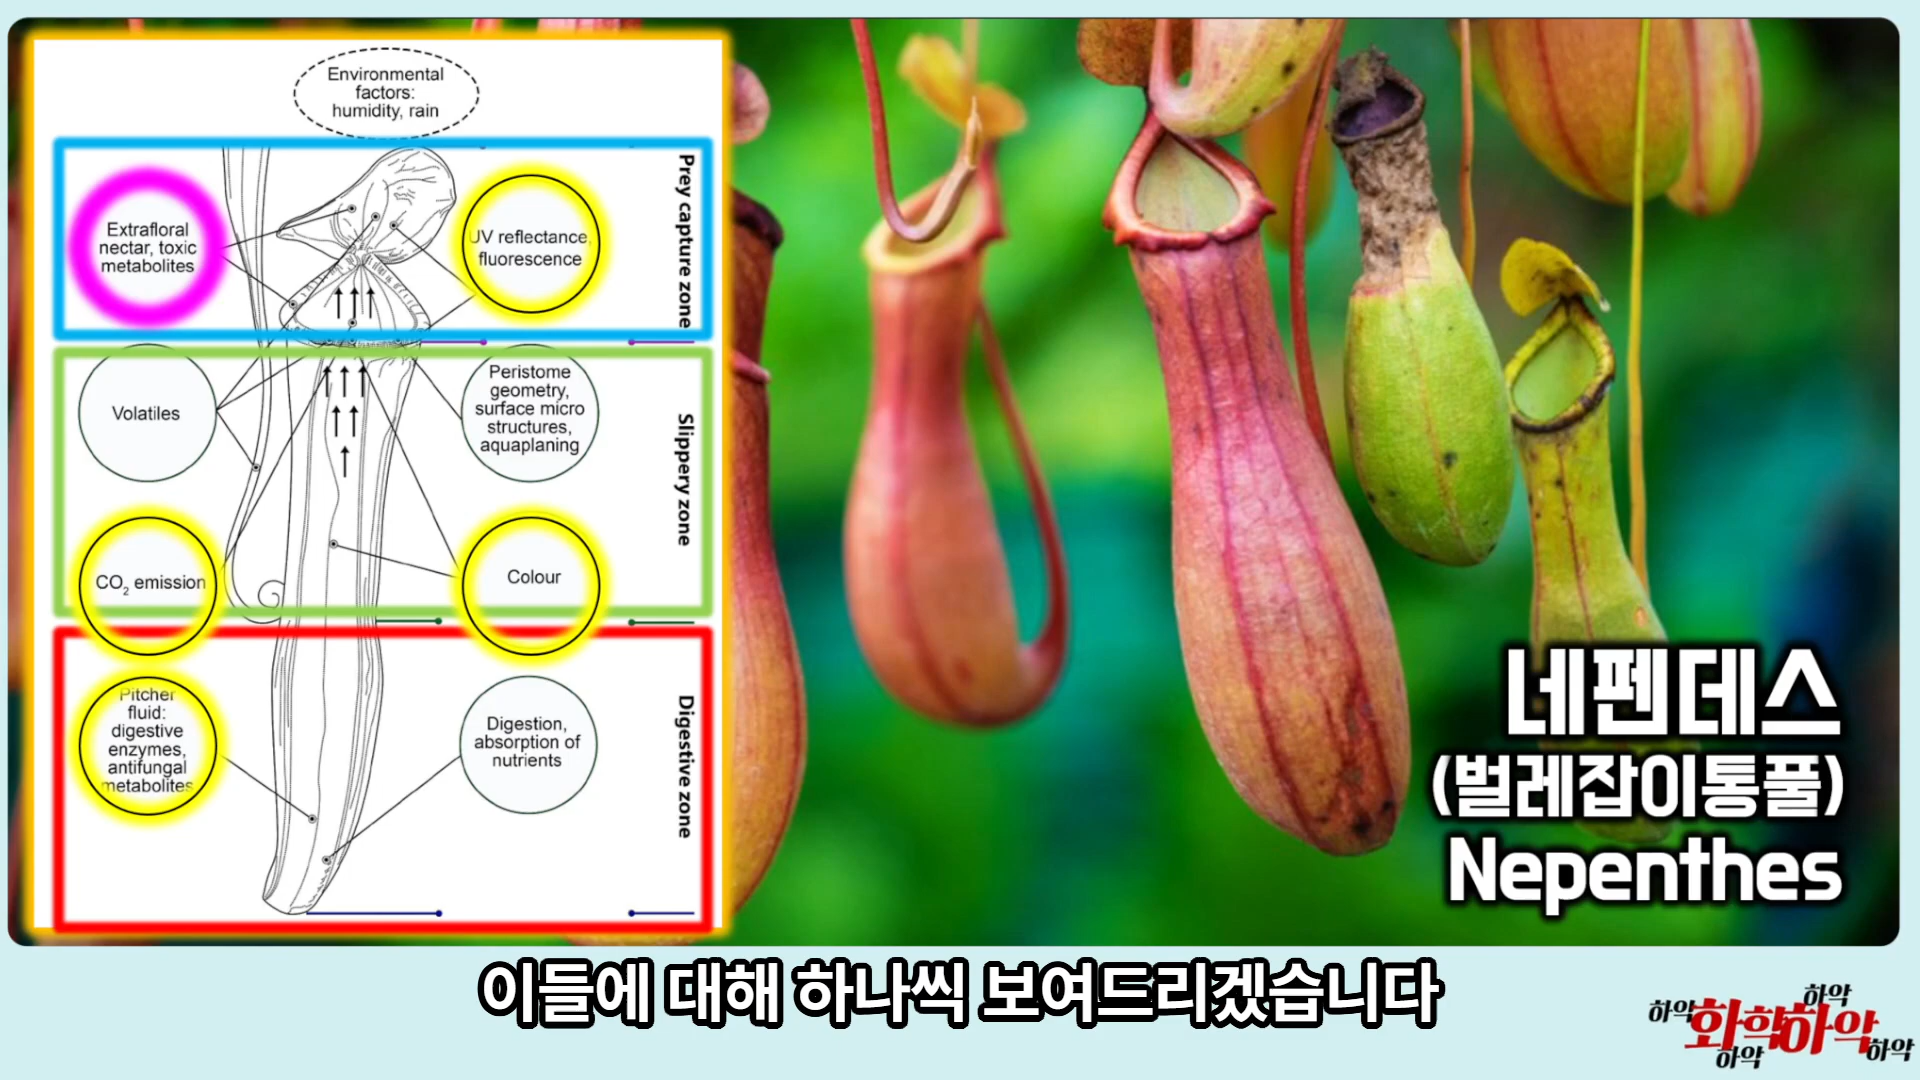 Environmental
factors:
humidity, rain
Prey capture zone
Extrafloral
nectar, toxic
metabolites
UV reflectance,
fluorescence
Slippery zone
Volatiles
Peristome
geometry,
surface micro
structures,
aquaplaning
CO₂ emission
Colour
Digestive zone
Pitcher
fluid:
digestive
enzymes,
antifungal
metabolites
Digestion,
absorption of
nutrients
네펜데스
(벌레잡이통풀)
Nepenthes
이들에 대해 하나씩 보여드리겠습니다
하악
하악
화학하악
하악
하악